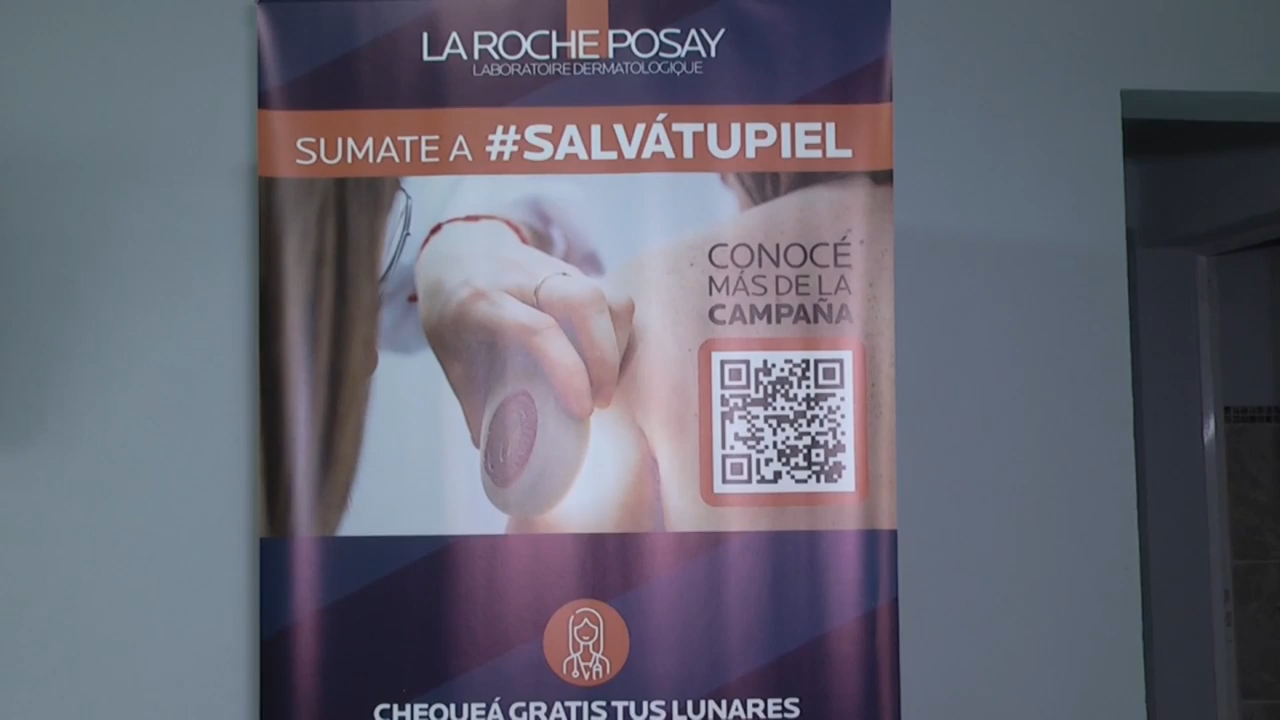 LA ROCHE POSAY
LABORATOIRE DERMATOLOGIQUE
SUMATE A #SALVÁTUPIEL
CONOCÉ
MÁS DE LA
CAMPAÑA
CHEQUEÁ GRATIS TUS LUNARES